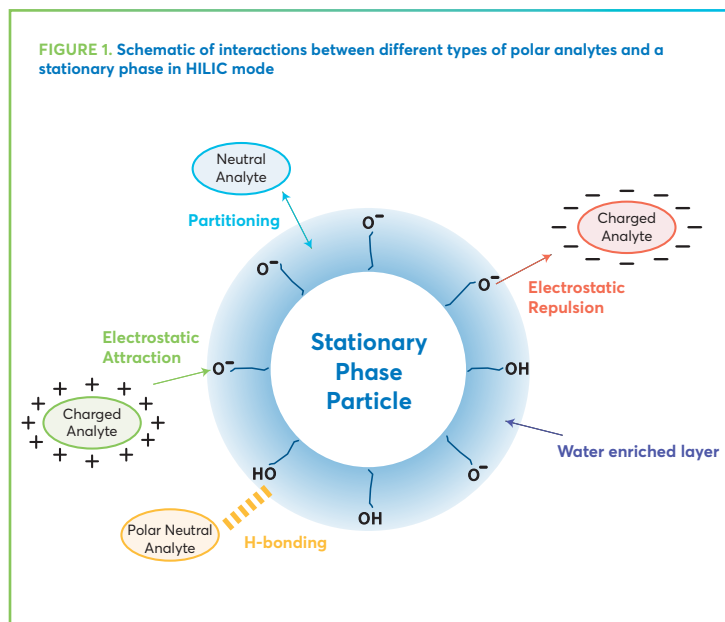 FIGURE 1. Schematic of interactions between different types of polar analytes and a
stationary phase in HILIC mode
Neutral
Analyte
Partitioning
O−
O−
O−
Charged
Analyte
Electrostatic
Repulsion
Electrostatic
Attraction
O−
Stationary
Phase
Particle
OH
Charged
Analyte
Water enriched layer
HO
O−
OH
Polar Neutral
Analyte
H-bonding